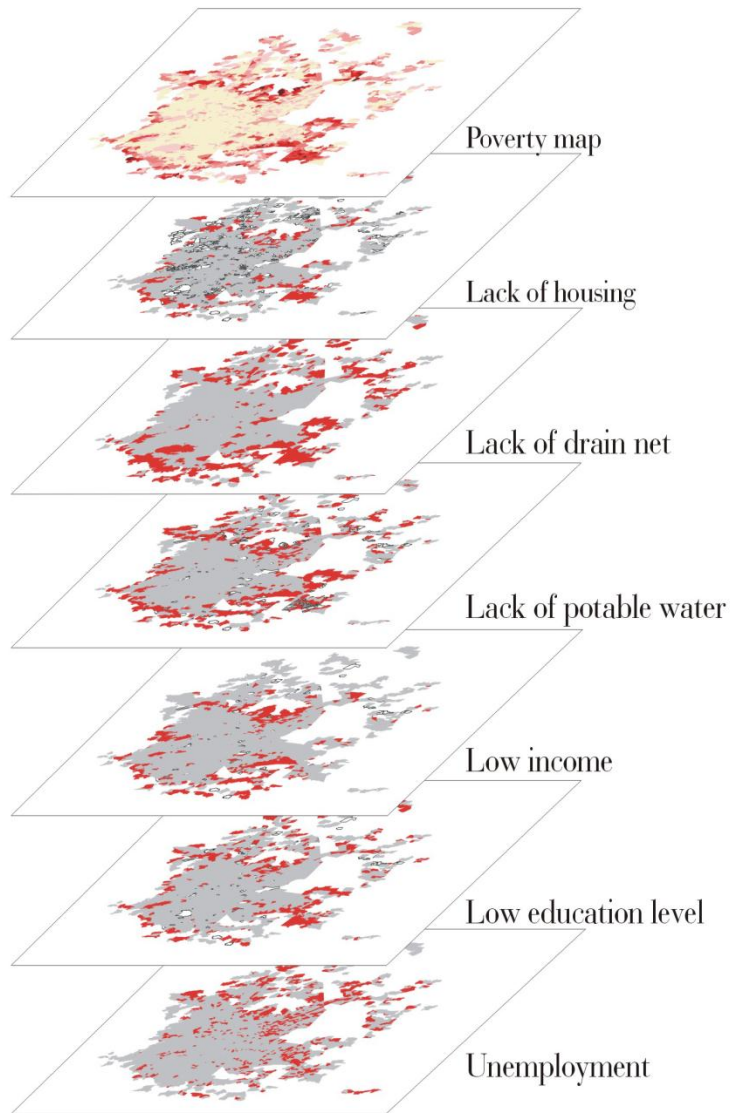 Poverty map
Lack of housing
Lack of drain net
Lack of potable water
Low income
Low education level
Unemployment